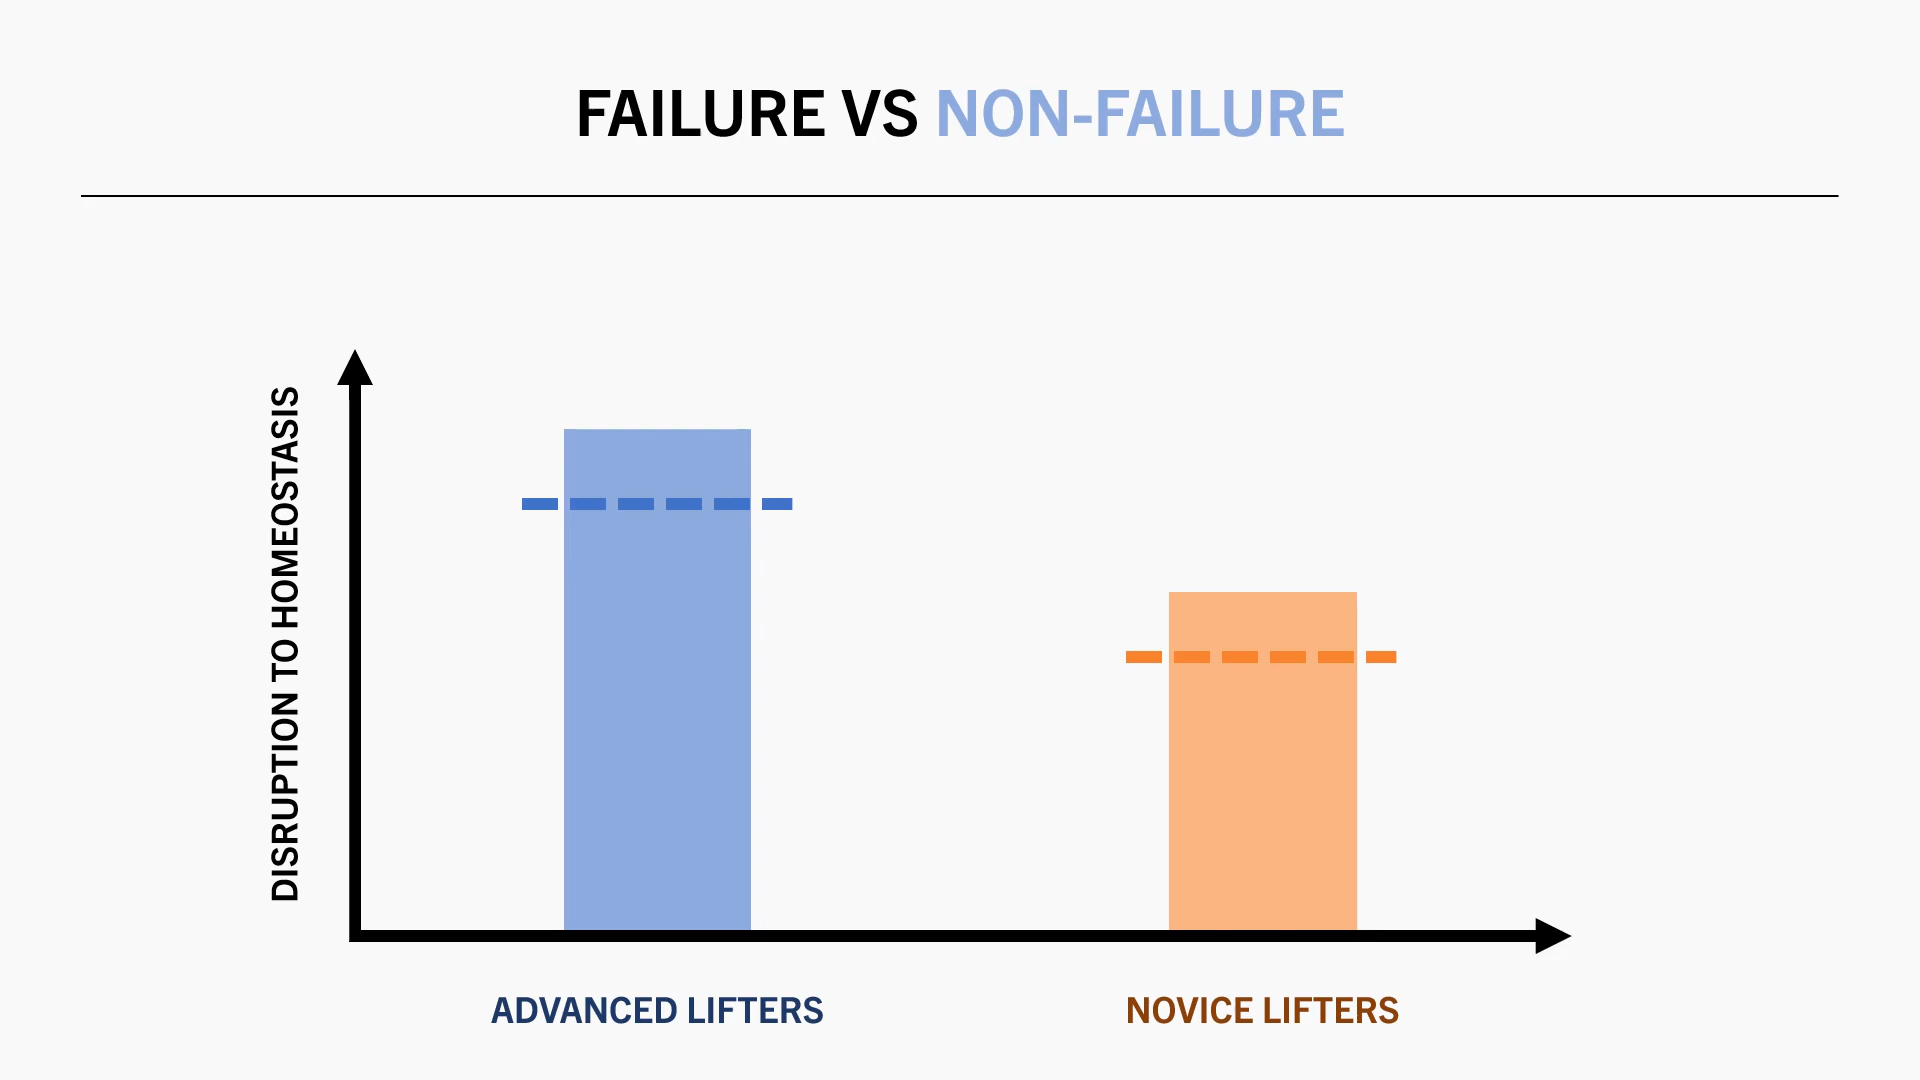 FAILURE VS NON-FAILURE
DISRUPTION TO HOMEOSTASIS
ADVANCED LIFTERS
NOVICE LIFTERS